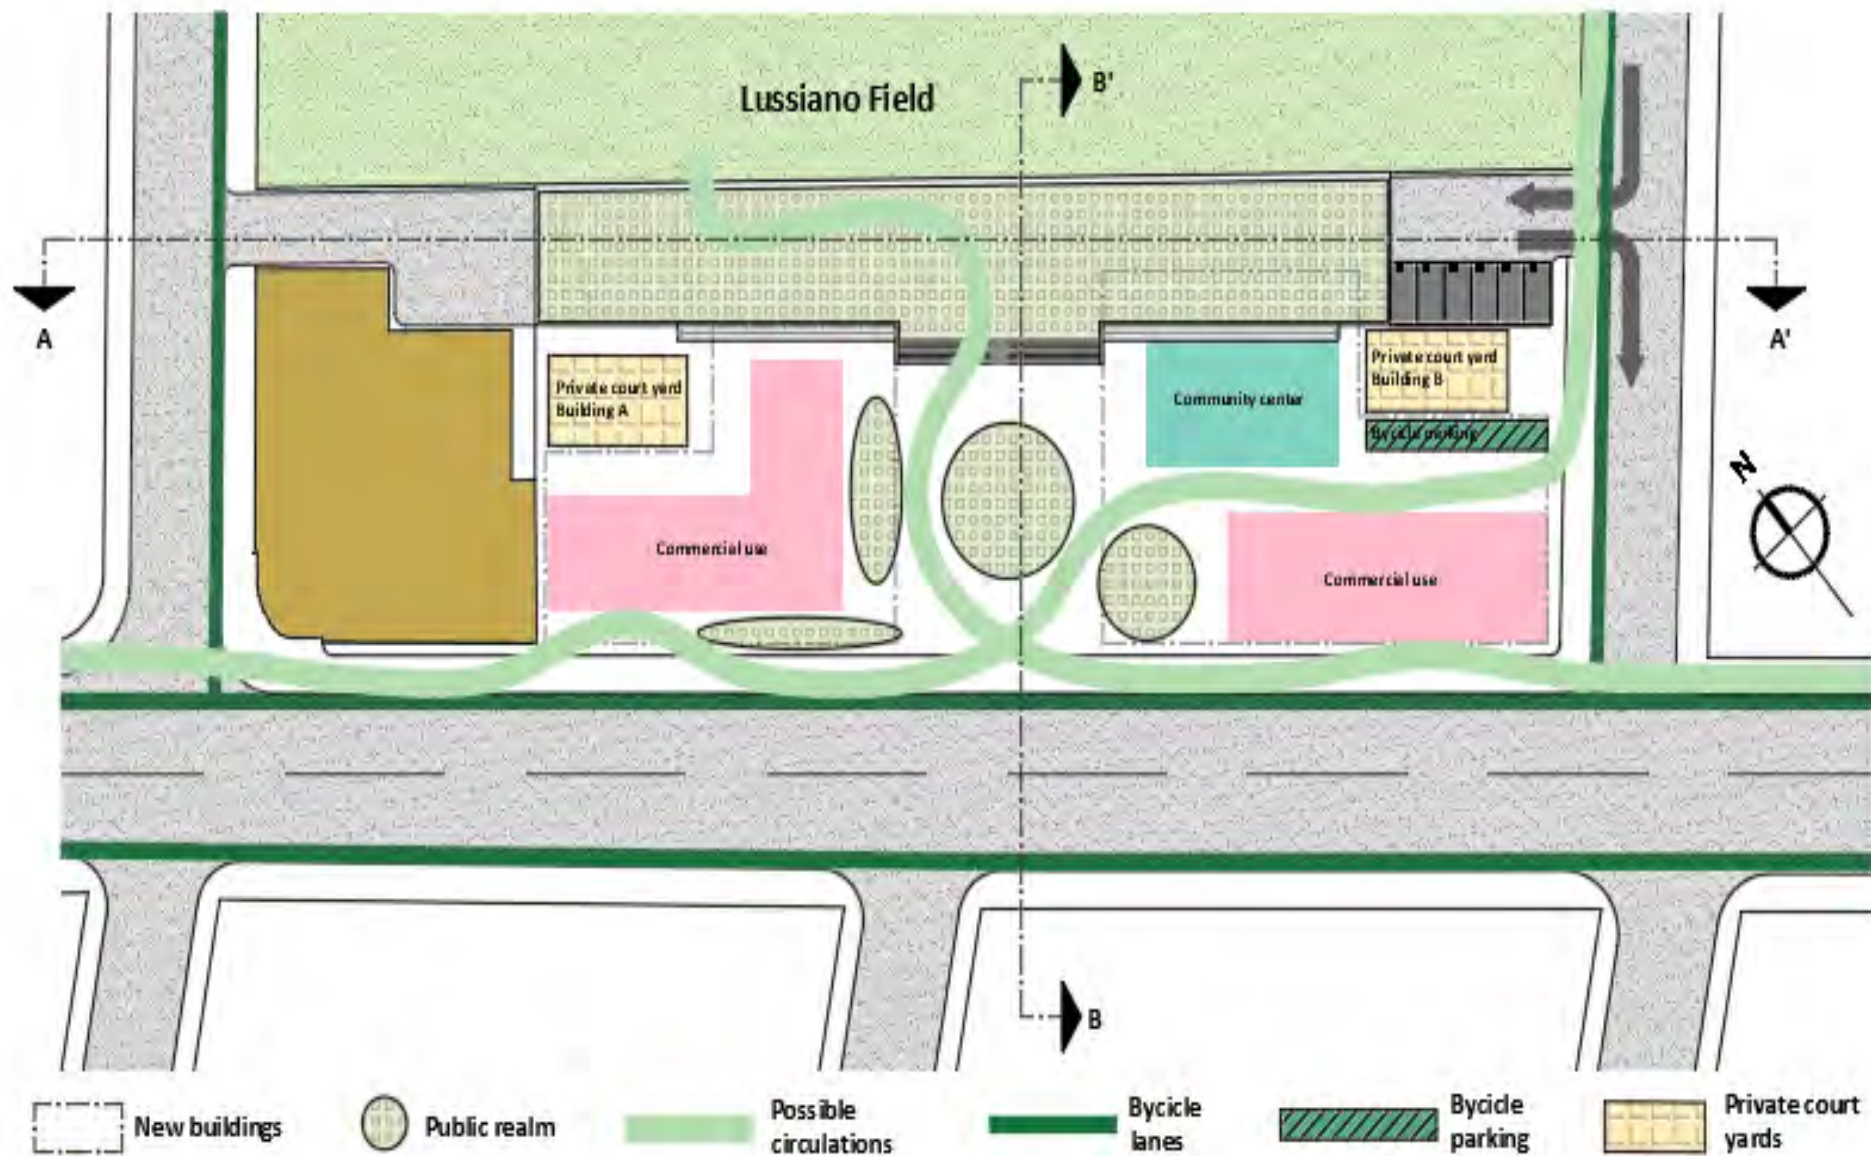 B'
Lussiano Field
A
A'
Private court yard
Building A
Private court yard
Building B
Community center
Bycicle parking
N
Commercial use
Commercial use
B
New buildings
Public realm
Possible
circulations
Bycicle
lanes
Bycicle
parking
Private court
yards